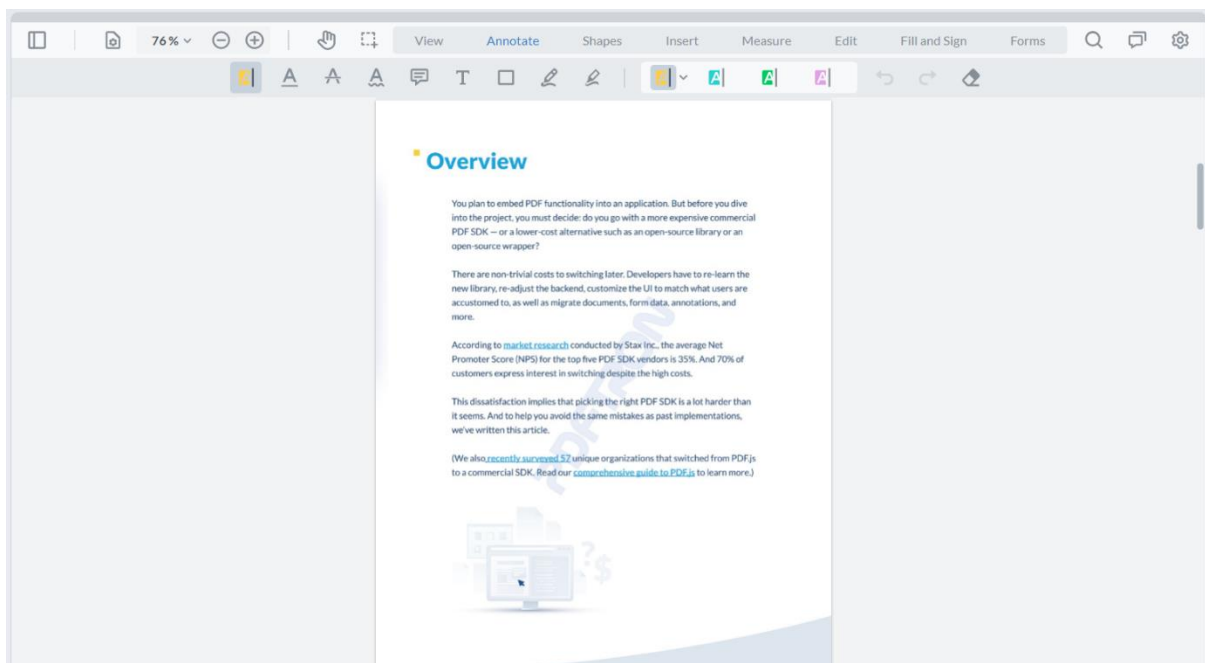 76%
View
Annotate
Shapes
Insert
Measure
Edit
Fill and Sign
Forms
Overview
You plan to embed PDF functionality into an application. But before you dive
into the project, you must decide: do you go with a more expensive commercial
PDF SDK — or a lower-cost alternative such as an open-source library or an
open-source wrapper?
There are non-trivial costs to switching later. Developers have to re-learn the
new library, re-adjust the backend, customize the UI to match what users are
accustomed to, as well as migrate documents, form data, annotations, and
more.
According to market research conducted by Stax Inc., the average Net
Promoter Score (NPS) for the top five PDF SDK vendors is 35%. And 70% of
customers express interest in switching despite the high costs.
This dissatisfaction implies that picking the right PDF SDK is a lot harder than
it seems. And to help you avoid the same mistakes as past implementations,
we've written this article.
(We also recently surveyed 57 unique organizations that switched from PDF.js
to a commercial SDK. Read our comprehensive guide to PDF.js to learn more.)
PDFTRON